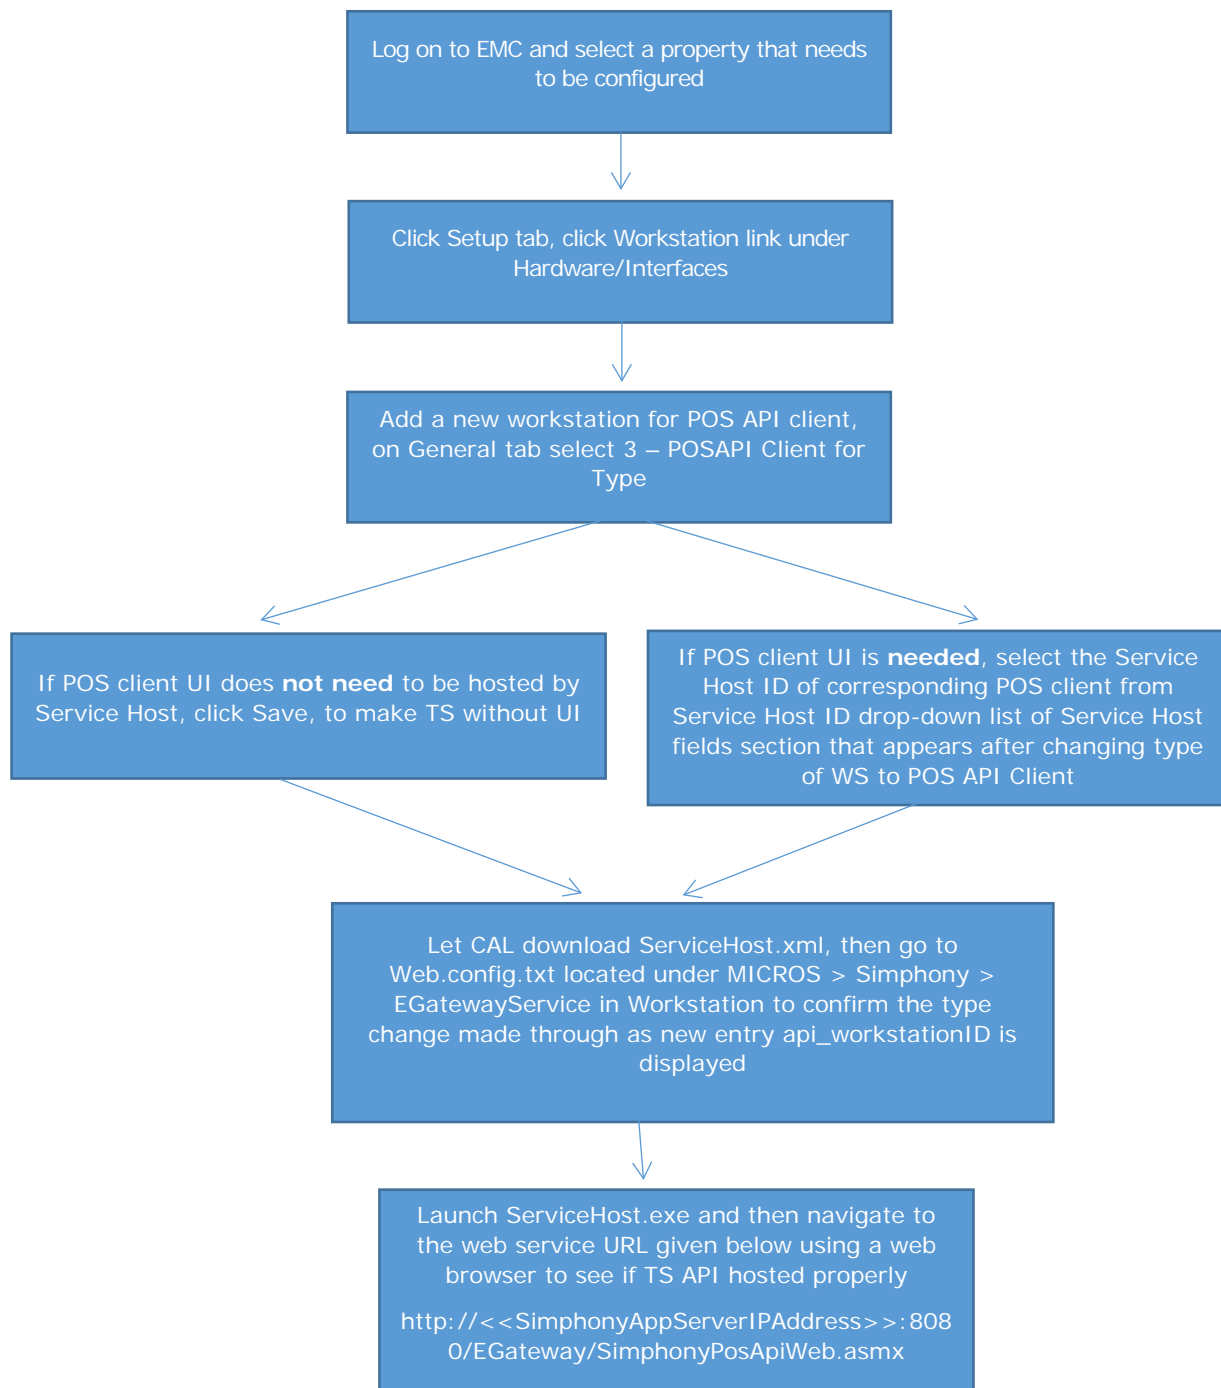 Log on to EMC and select a property that needs
to be configured
Click Setup tab, click Workstation link under
Hardware/Interfaces
Add a new workstation for POS API client,
on General tab select 3 – POSAPI Client for
Type
If POS client UI does not need to be hosted by
Service Host, click Save, to make TS without UI
If POS client UI is needed, select the Service
Host ID of corresponding POS client from
Service Host ID drop-down list of Service Host
fields section that appears after changing type
of WS to POS API Client
Let CAL download ServiceHost.xml, then go to
Web.config.txt located under MICROS > Simphony >
EGatewayService in Workstation to confirm the type
change made through as new entry api_workstationID is
displayed
Launch ServiceHost.exe and then navigate to
the web service URL given below using a web
browser to see if TS API hosted properly
http://<<SimphonyAppServerIPAddress>>:808
0/EGateway/SimphonyPosApiWeb.asmx